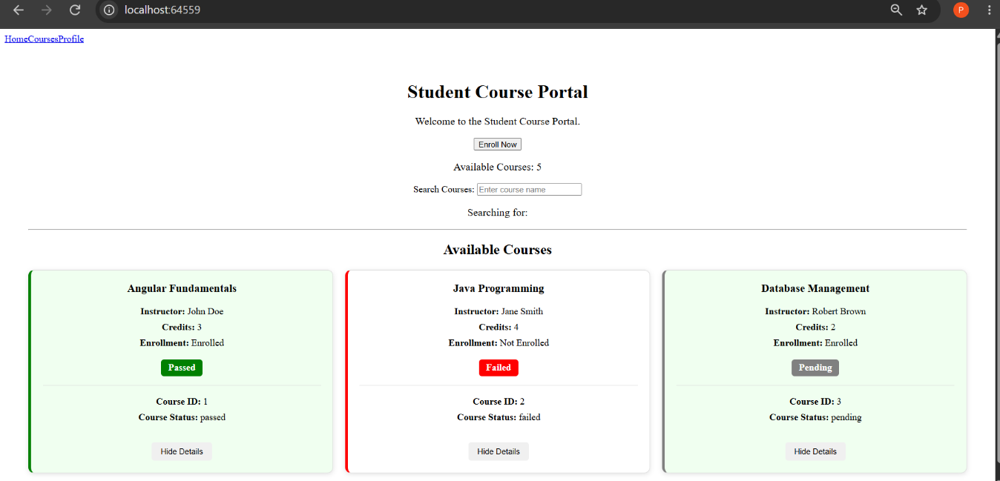 localhost:64559
P
HomeCoursesProfile
Student Course Portal
Welcome to the Student Course Portal.
Enroll Now
Available Courses: 5
Search Courses: Enter course name
Searching for:
Available Courses
Angular Fundamentals
Instructor: John Doe
Credits: 3
Enrollment: Enrolled
Passed
Course ID: 1
Course Status: passed
Hide Details
Java Programming
Instructor: Jane Smith
Credits: 4
Enrollment: Not Enrolled
Failed
Course ID: 2
Course Status: failed
Hide Details
Database Management
Instructor: Robert Brown
Credits: 2
Enrollment: Enrolled
Pending
Course ID: 3
Course Status: pending
Hide Details